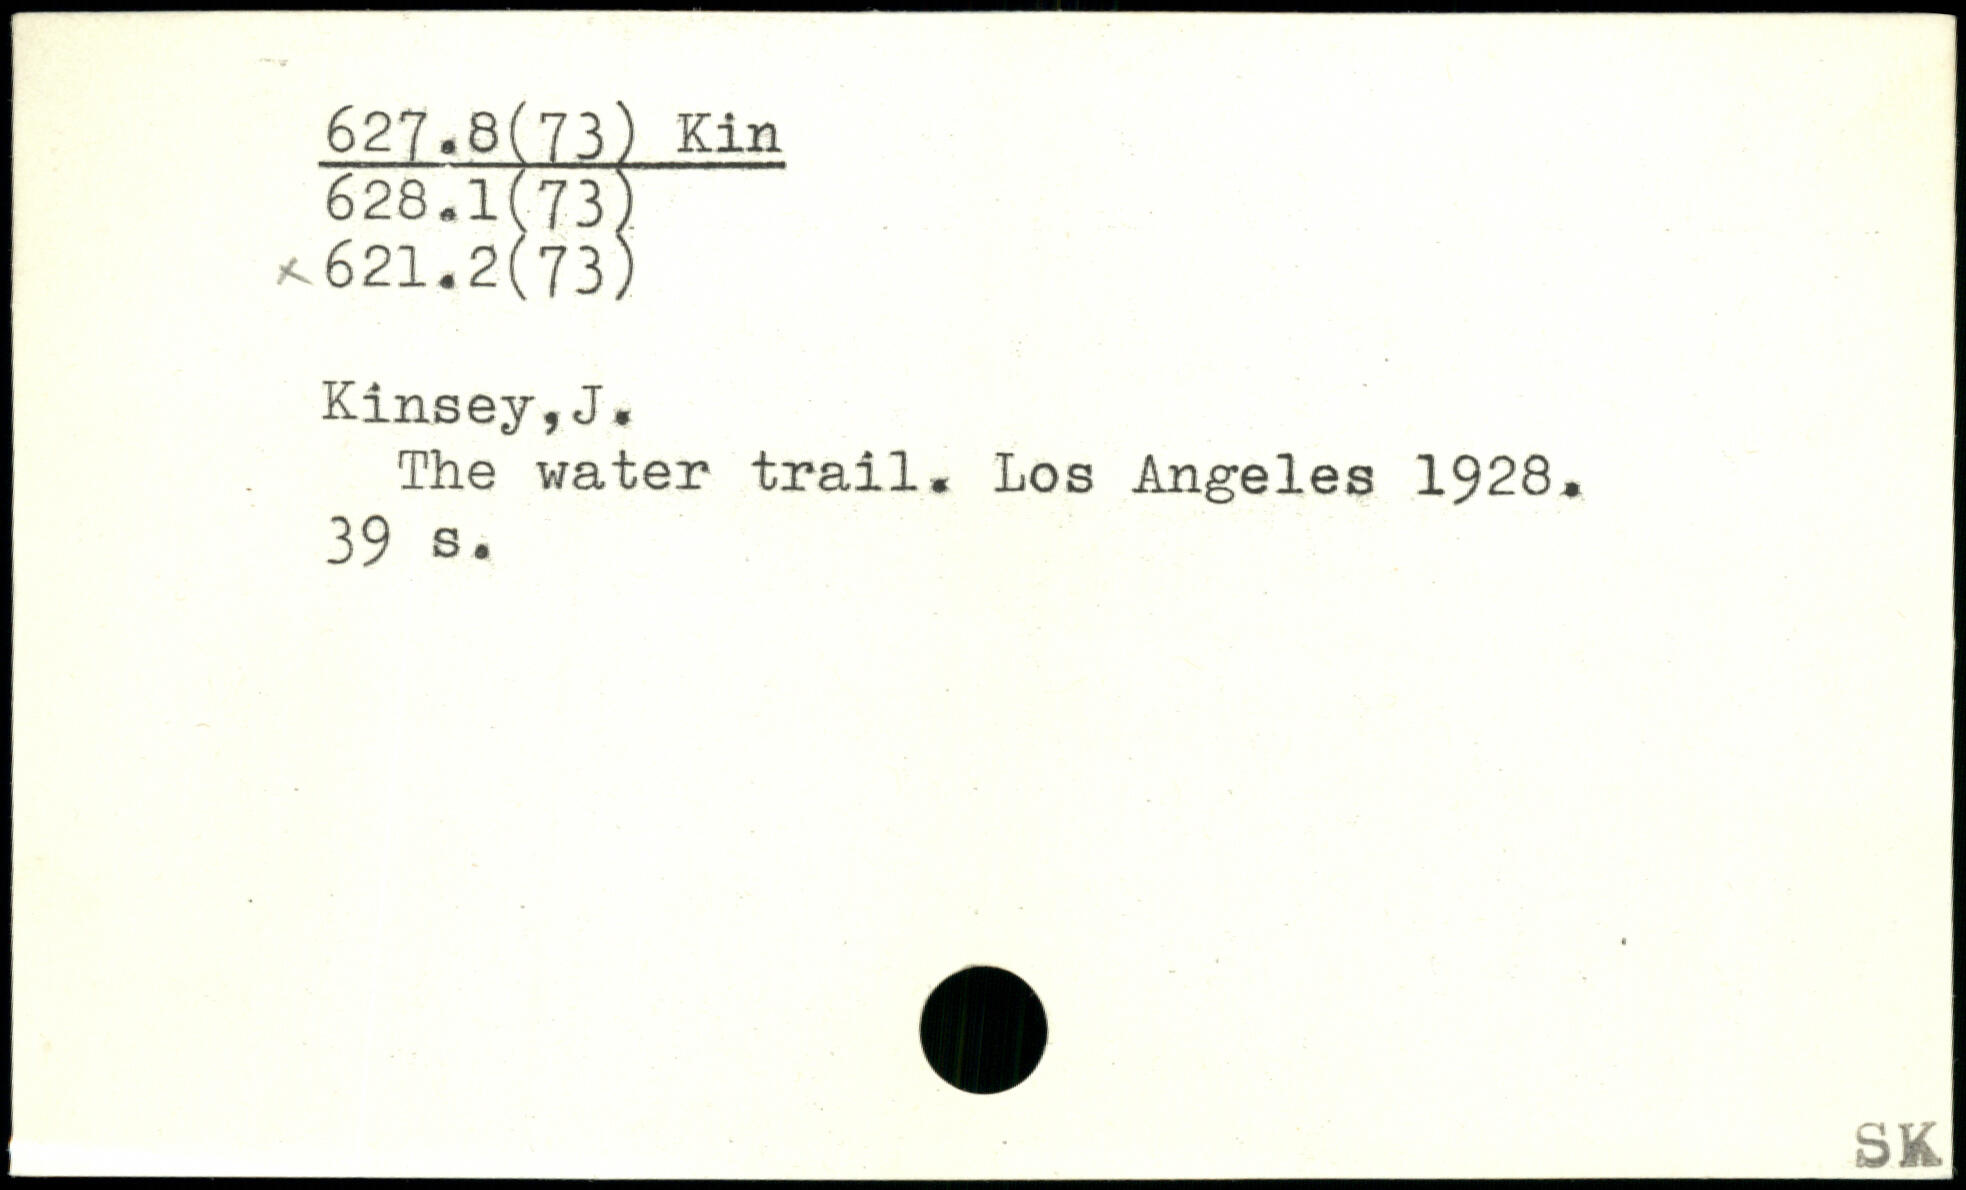 627.8(73) Kin
628.1(73)
x 621.2(73)
Kinsey,J.
The water trail. Los Angeles 1928.
39 s.
SK